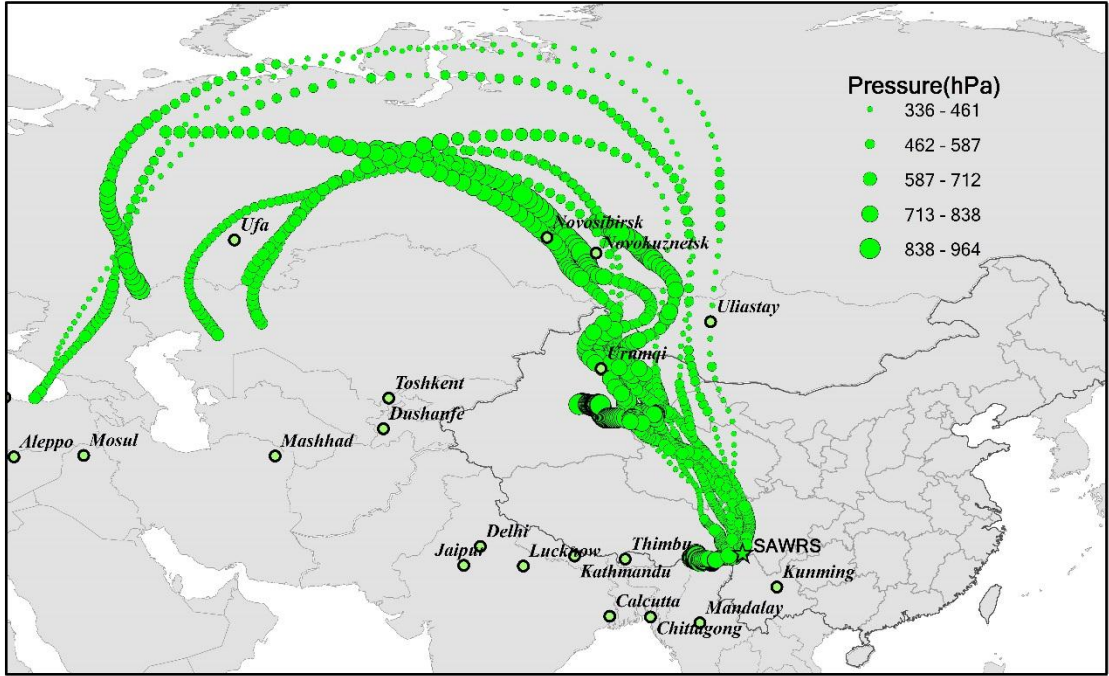 Pressure(hPa)
336 - 461
462 - 587
587 - 712
713 - 838
838 - 964
Ufa
Novosibirsk
Novokuznetsk
Uliastay
Urumqi
Toshkent
Dushanfe
Aleppo
Mosul
Mashhad
SAWRS
Delhi
Jaipur
Lucknow
Thimbu
Kathmandu
Kunming
Calcutta
Mandalay
Chittagong